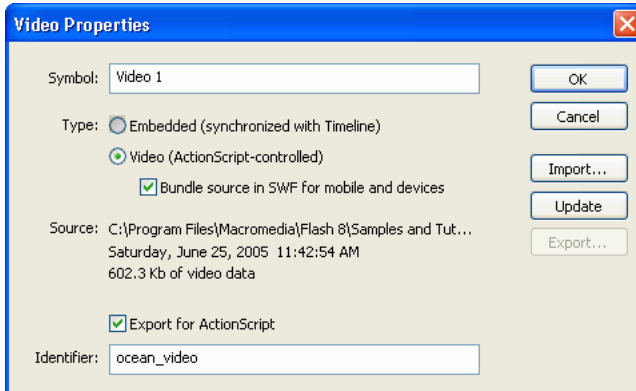 Video Properties
Symbol: Video 1
OK
Type: Embedded (synchronized with Timeline)
Cancel
Video (ActionScript-controlled)
Import...
Bundle source in SWF for mobile and devices
Update
Source: C:\Program Files\Macromedia\Flash 8\Samples and Tut...
Export...
Saturday, June 25, 2005 11:42:54 AM
602.3 Kb of video data
Export for ActionScript
Identifier: ocean_video